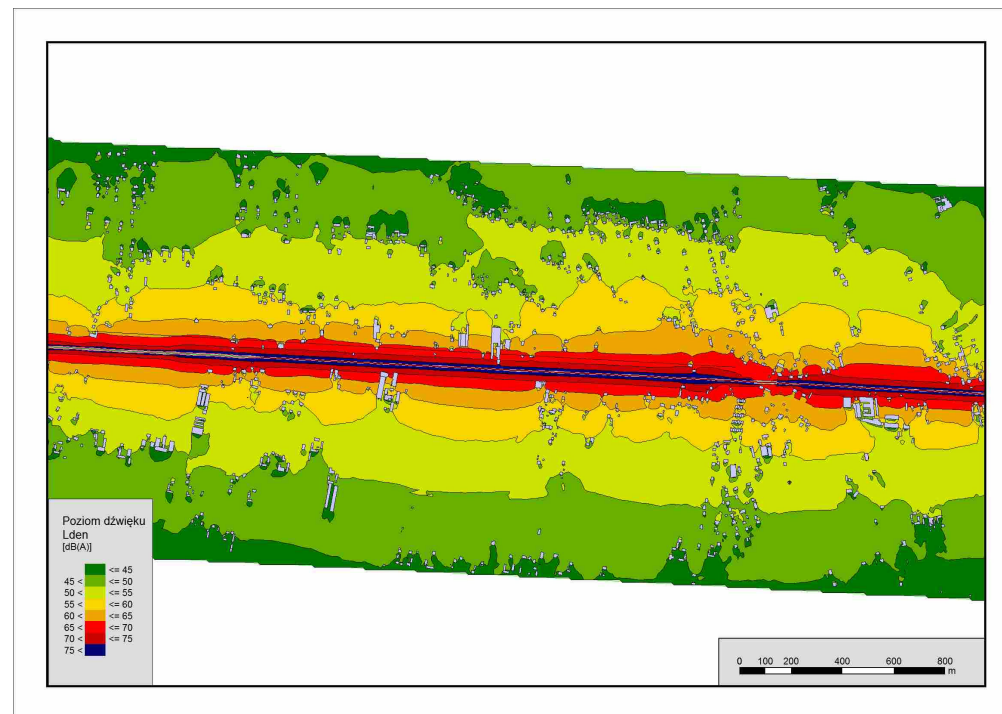 Poziom dźwięku
Lden
[dB(A)]
<= 45
45 < <= 50
50 < <= 55
55 < <= 60
60 < <= 65
65 < <= 70
70 < <= 75
75 <
0 100 200 400 600 800
m